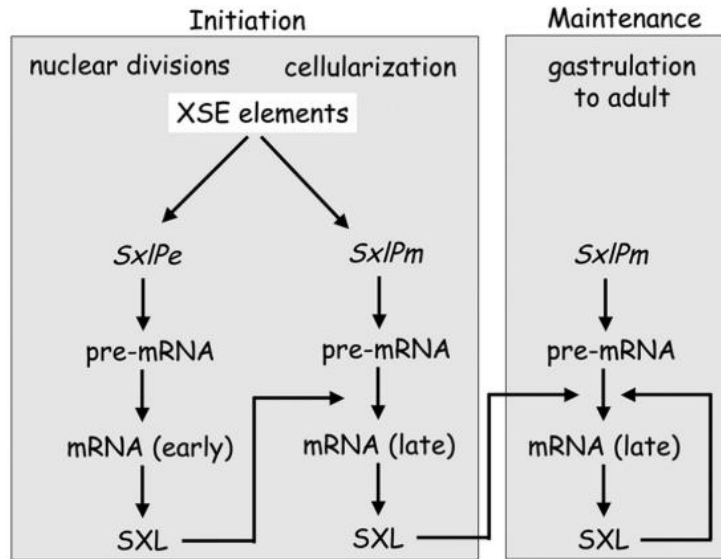 Initiation
Maintenance
nuclear divisions
cellularization
XSE elements
SxlPe
SxlPm
pre-mRNA
pre-mRNA
mRNA (early)
mRNA (late)
SXL
SXL
gastrulation
to adult
SxlPm
pre-mRNA
mRNA (late)
SXL